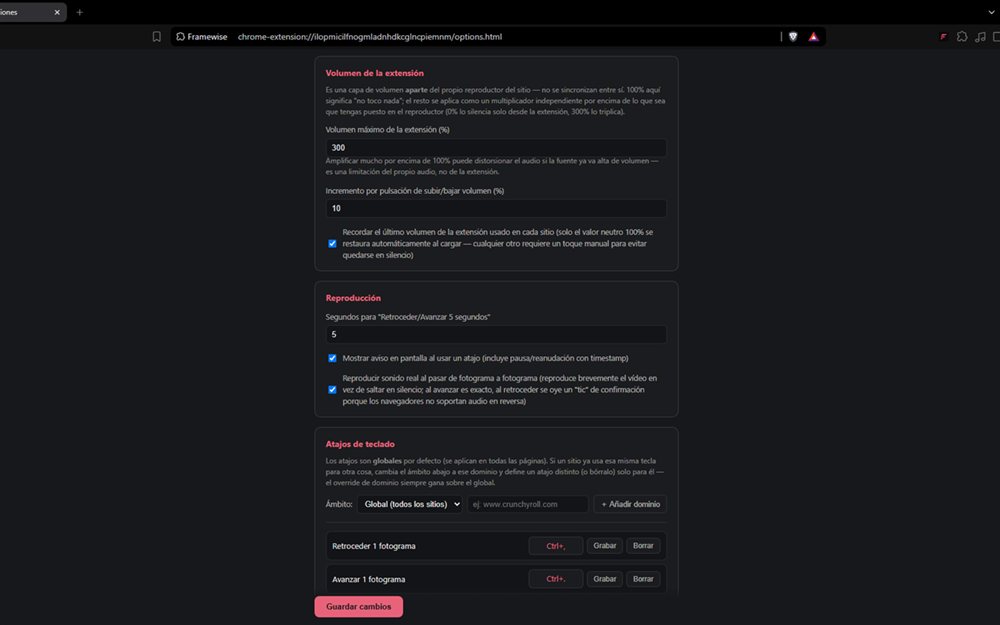 iones
Framewise chrome-extension://ilopmicilfnogmladnhdkcglncpiemnm/options.html
Volumen de la extensión
Es una capa de volumen aparte del propio reproductor del sitio — no se sincronizan entre sí. 100% aquí
significa "no toco nada"; el resto se aplica como un multiplicador independiente por encima de lo que sea
que tengas puesto en el reproductor (0% lo silencia solo desde la extensión, 300% lo triplica).
Volumen máximo de la extensión (%)
300
Amplificar mucho por encima de 100% puede distorsionar el audio si la fuente ya va alta de volumen —
es una limitación del propio audio, no de la extensión.
Incremento por pulsación de subir/bajar volumen (%)
10
Recordar el último volumen de la extensión usado en cada sitio (solo el valor neutro 100% se
restaura automáticamente al cargar — cualquier otro requiere un toque manual para evitar
quedarse en silencio)
Reproducción
Segundos para "Retroceder/Avanzar 5 segundos"
5
Mostrar aviso en pantalla al usar un atajo (incluye pausa/reanudación con timestamp)
Reproducir sonido real al pasar de fotograma a fotograma (reproduce brevemente el vídeo en
vez de saltar en silencio; al avanzar es exacto, al retroceder se oye un "tic" de confirmación
porque los navegadores no soportan audio en reversa)
Atajos de teclado
Los atajos son globales por defecto (se aplican en todas las páginas). Si un sitio ya usa esa misma tecla
para otra cosa, cambia el ámbito abajo a ese dominio y define un atajo distinto (o bórralo) solo para él —
el override de dominio siempre gana sobre el global.
Ámbito: Global (todos los sitios) ej: www.crunchyroll.com + Añadir dominio
Retroceder 1 fotograma Ctrl+, Grabar Borrar
Avanzar 1 fotograma Ctrl+. Grabar Borrar
Guardar cambios